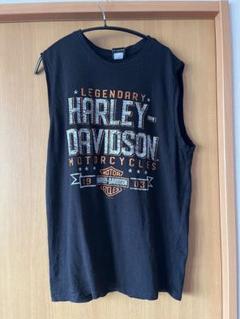 LEGENDARY
HARLEY-
DAVIDSON
MOTORCYCLES
19 03
MOTOR
HARLEY-DAVIDSON
CYCLES